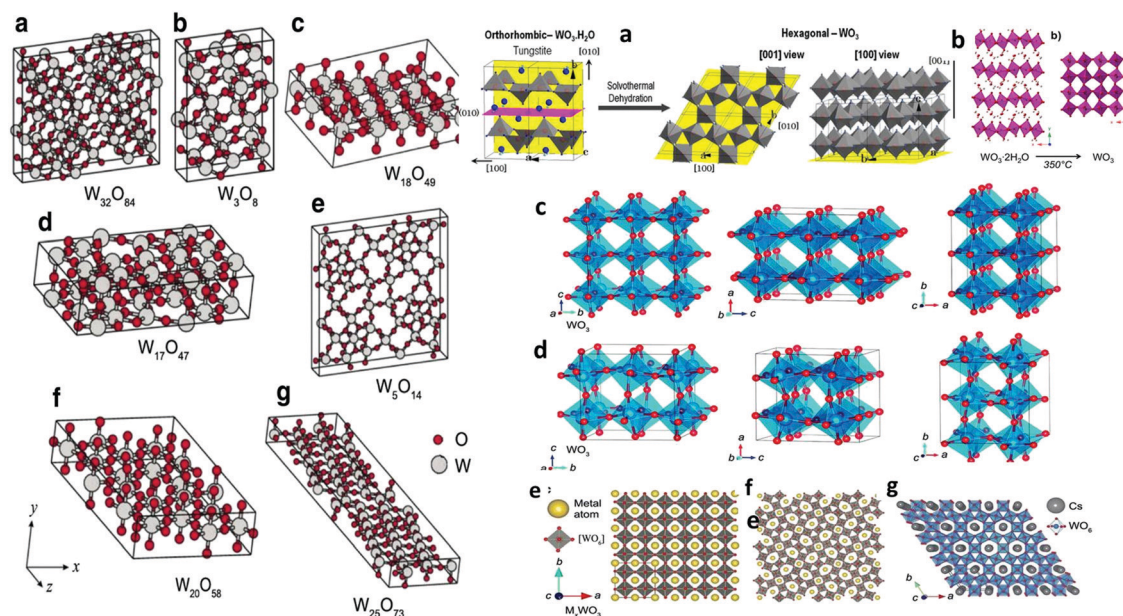 a
b
c
W₃₂O₈₄
W₃O₈
W₁₈O₄₉
d
e
W₁₇O₄₇
W₅O₁₄
f
g
O
W
y
x
z
W₂₀O₅₈
W₂₅O₇₃
Orthorhombic– WO₃.H₂O
Tungstite
[010]
b
(010)
a
c
[100]
Solvothermal
Dehydration
a
Hexagonal – WO₃
[001] view
[100] view
b
[010]
a
[100]
c
b
b
b)
WO₃·2H₂O
350°C
WO₃
c
c
a
b
WO₃
a
b
c
b
c
a
d
c
a
b
WO₃
a
b
c
b
c
a
e
Metal
atom
[WO₆]
b
c
a
MₓWO₃
f
e
g
Cs
WO₆
b
c
a